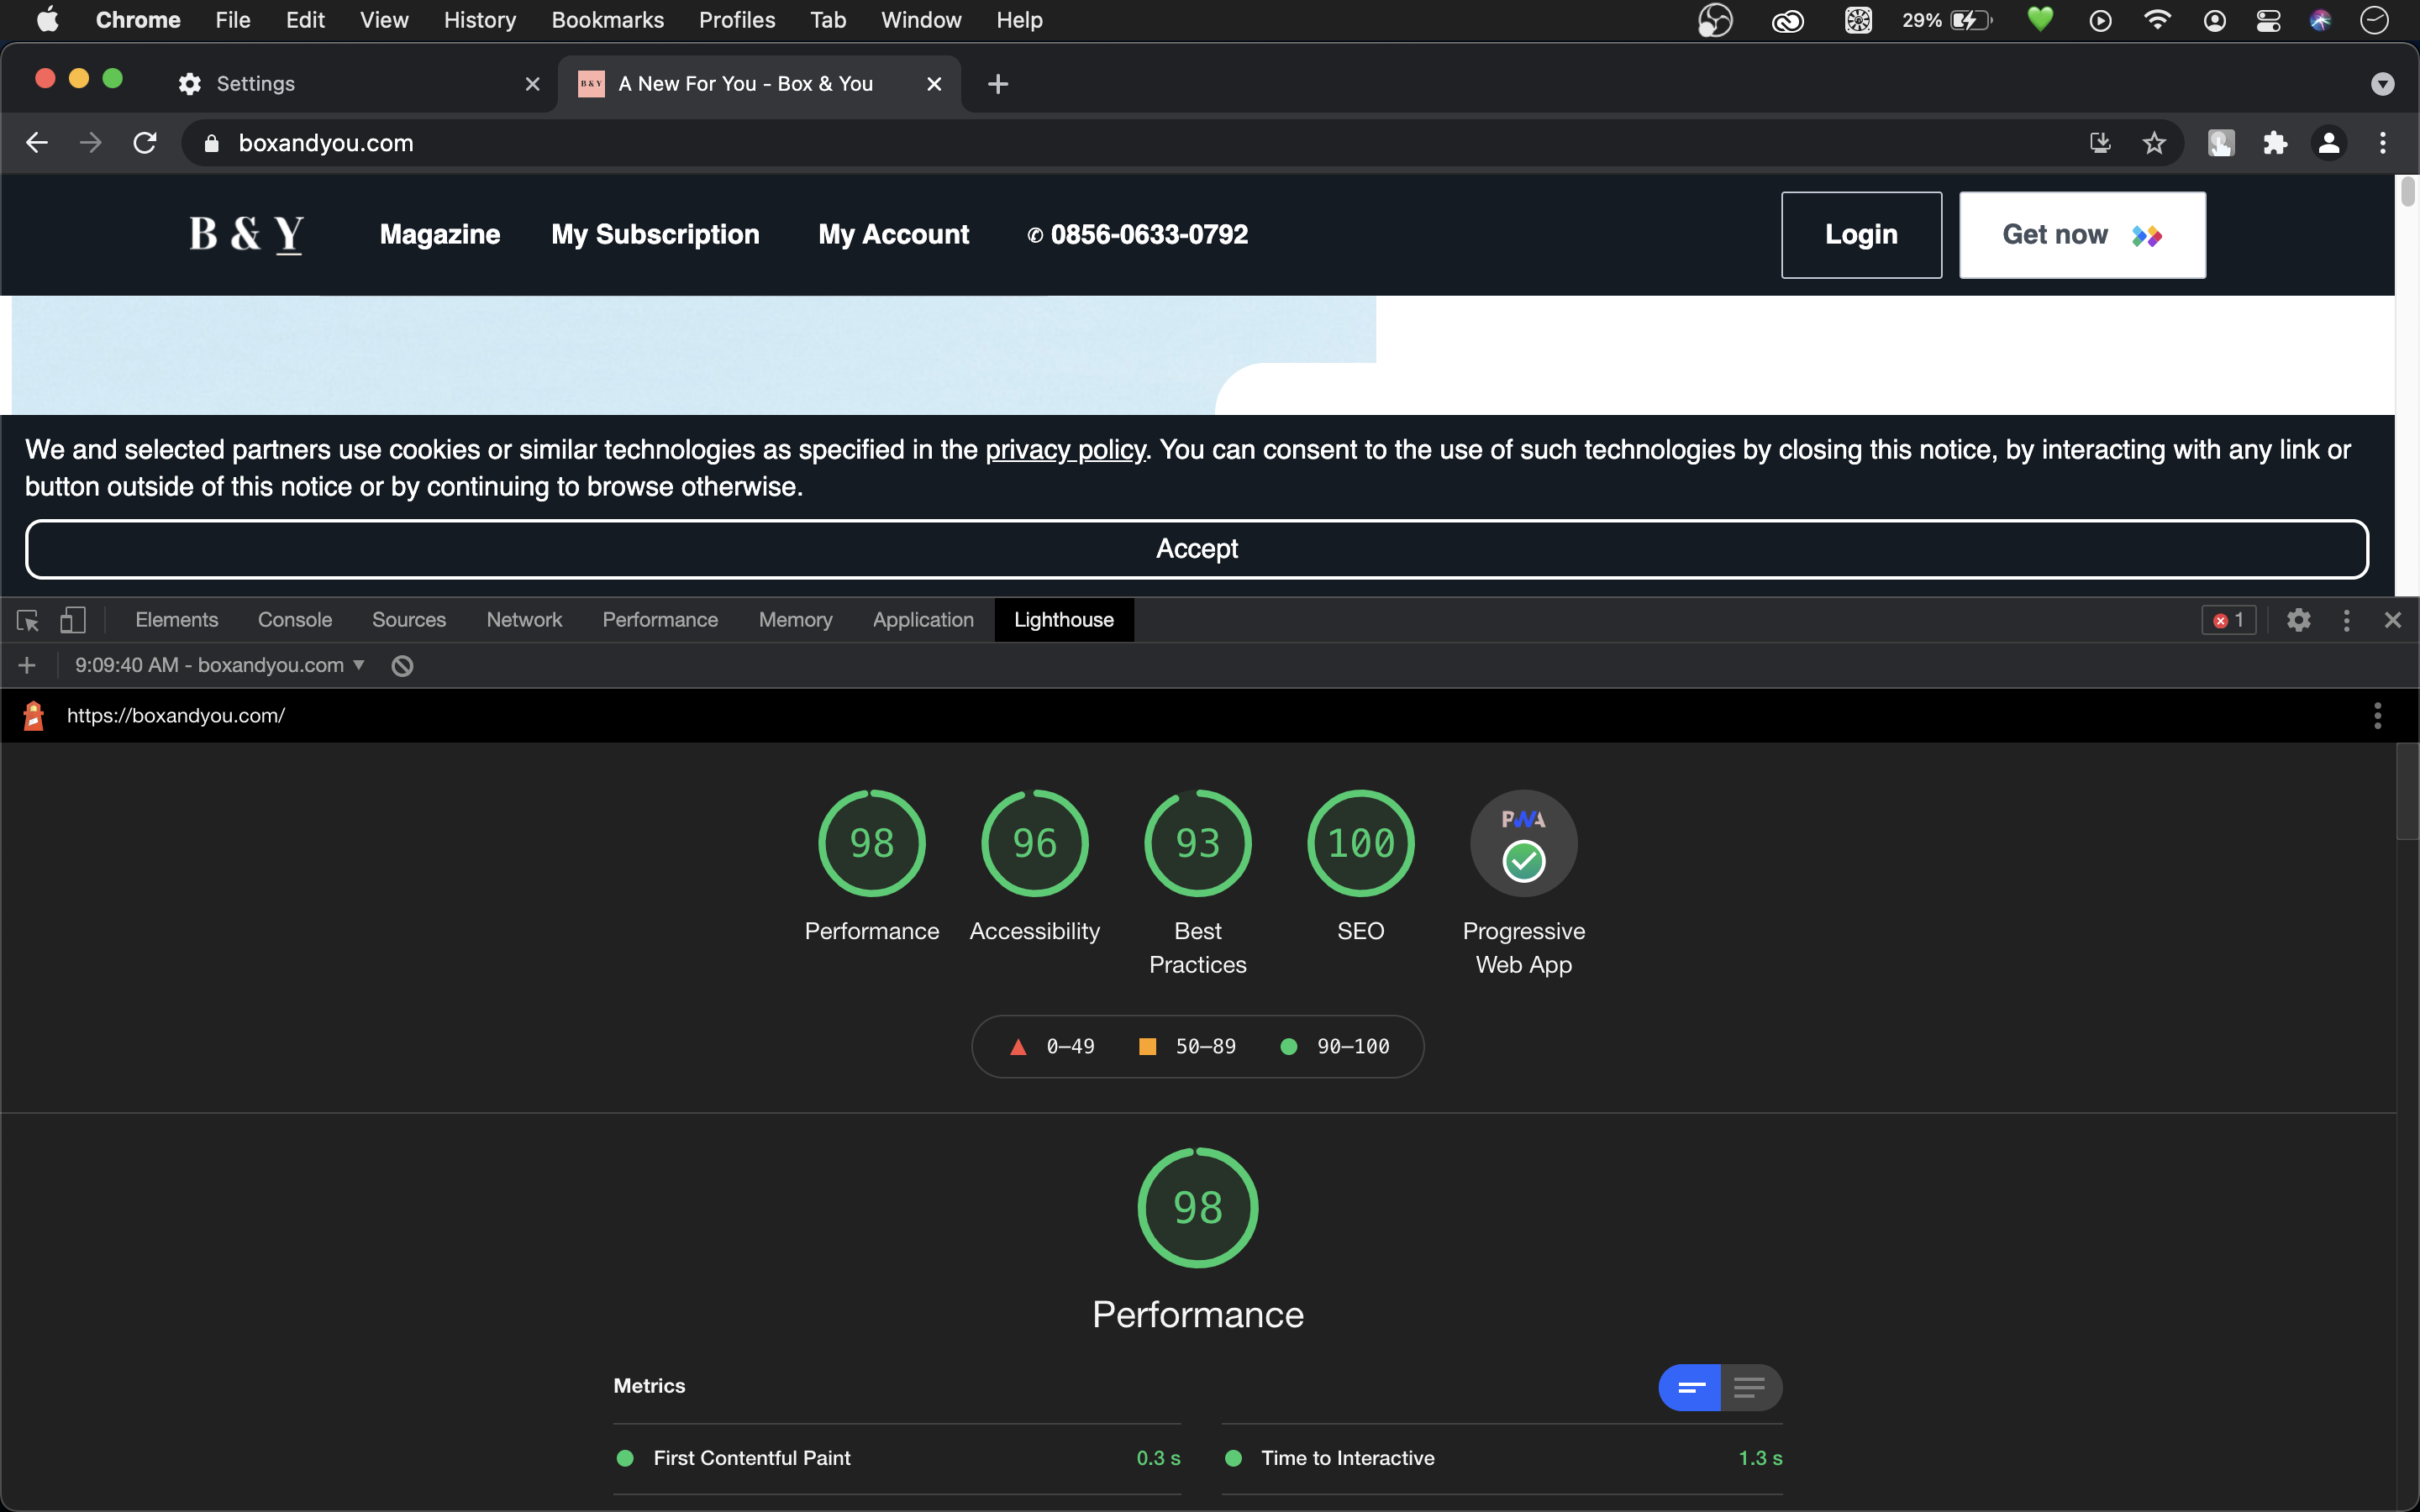 Chrome File Edit View History Bookmarks Profiles Tab Window Help 29%
Settings A New For You - Box & You
boxandyou.com
B & Y Magazine My Subscription My Account ✆ 0856-0633-0792 Login Get now
We and selected partners use cookies or similar technologies as specified in the privacy policy. You can consent to the use of such technologies by closing this notice, by interacting with any link or
button outside of this notice or by continuing to browse otherwise.
Accept
Elements Console Sources Network Performance Memory Application Lighthouse 1
9:09:40 AM - boxandyou.com
https://boxandyou.com/
98 96 93 100 PWA
Performance Accessibility Best Practices SEO Progressive Web App
0–49 50–89 90–100
98
Performance
Metrics
First Contentful Paint 0.3 s Time to Interactive 1.3 s